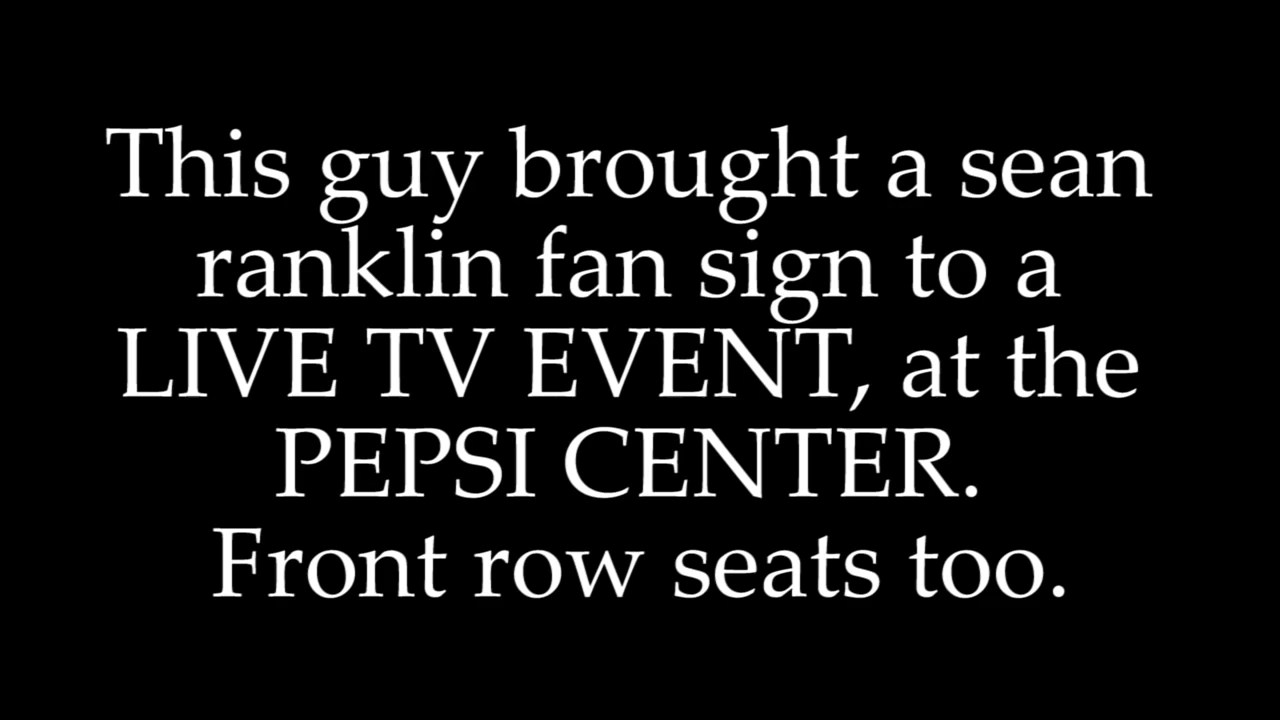 This guy brought a sean
ranklin fan sign to a
LIVE TV EVENT, at the
PEPSI CENTER.
Front row seats too.